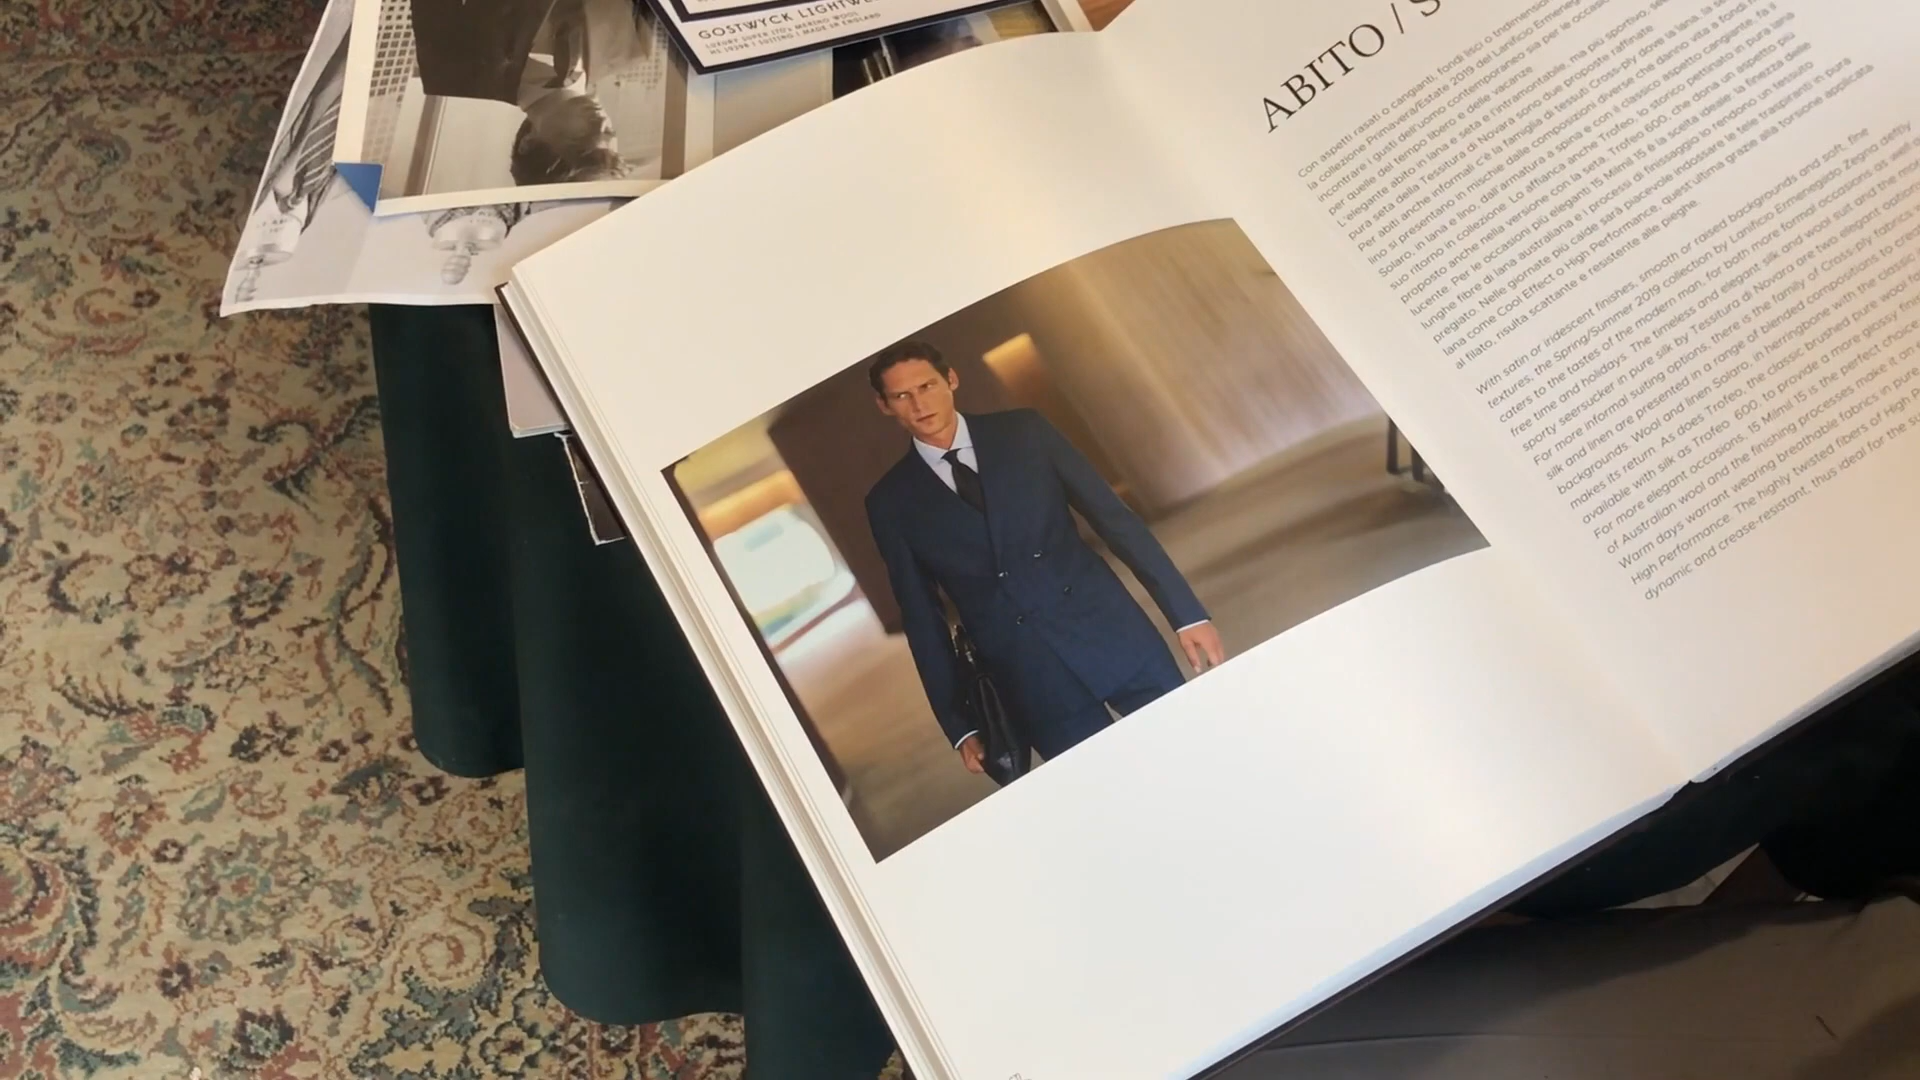 GOSTWYCK LIGHTWE
LUXURY SUPER 170's MERINO WOOL
| SUITING | MADE IN ENGLAND
ABITO / S
Con aspetti rasati o cangianti, fondi lisci o tridimension
la collezione Primavera/Estate 2019 del Lanificio Ermeneg
incontrare i gusti dell'uomo contemporaneo sia per le occasio
per quelle del tempo libero e delle vacanze.
L'elegante abito in lana e seta e l'intramontabile, ma più sportivo, se
pura seta della Tessitura di Novara sono due proposte raffinate
Per abiti anche informali c'è la famiglia di tessuti Cross-ply dove la lana, la se
lino si presentano in mischie dalle composizioni diverse che danno vita a fondi
Solaro, in lana e lino, dall'armatura a spina e con il classico aspetto cangiante, fa il
suo ritorno in collezione. Lo affianca anche Trofeo, lo storico pettinato in pura lana
proposto anche nella versione con la seta, Trofeo 600, che dona un aspetto più
lucente. Per le occasioni più eleganti 15 Milmil 15 è la scelta ideale: la finezza delle
lunghe fibre di lana australiana e i processi di finissaggio lo rendono un tessuto
pregiato. Nelle giornate più calde sarà piacevole indossare le tele traspiranti in pura
lana come Cool Effect o High Performance, quest'ultima grazie alla torsione applicata
al filato, risulta scattante e resistente alle pieghe.
With satin or iridescent finishes, smooth or raised backgrounds and soft, fine
textures, the Spring/Summer 2019 collection by Lanificio Ermenegildo Zegna deftly
caters to the tastes of the modern man, for both more formal occasions as well a
free time and holidays. The timeless and elegant silk and wool suit and the more
sporty seersucker in pure silk by Tessitura di Novara are two elegant options
For more informal suiting options, there is the family of Cross-ply fabrics
silk and linen are presented in a range of blended compositions to creat
backgrounds. Wool and linen Solaro, in herringbone with the classic
makes its return. As does Trofeo, the classic brushed pure wool
available with silk as Trofeo 600, to provide a more glossy finish
For more elegant occasions, 15 Milmil 15 is the perfect choice
of Australian wool and the finishing processes make it on
Warm days warrant wearing breathable fabrics in pure
High Performance. The highly twisted fibers of High P
dynamic and crease-resistant, thus ideal for the su